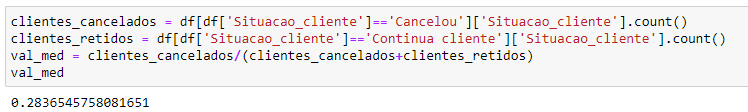 clientes_cancelados = df[df['Situacao_cliente']=='Cancelou']['Situacao_cliente'].count()
clientes_retidos = df[df['Situacao_cliente']=='Continua cliente']['Situacao_cliente'].count()
val_med = clientes_cancelados/(clientes_cancelados+clientes_retidos)
val_med
0.2836545758081651